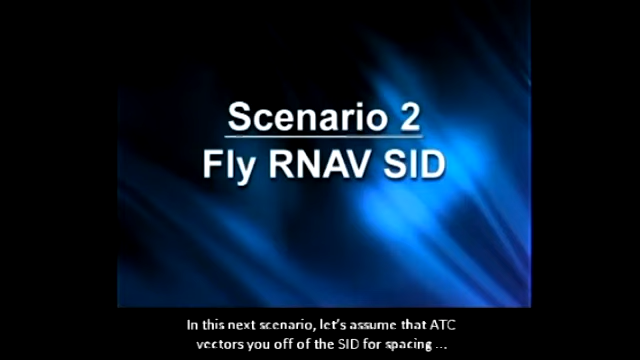 Scenario 2
Fly RNAV SID
In this next scenario, let's assume that ATC
vectors you off of the SID for spacing ...